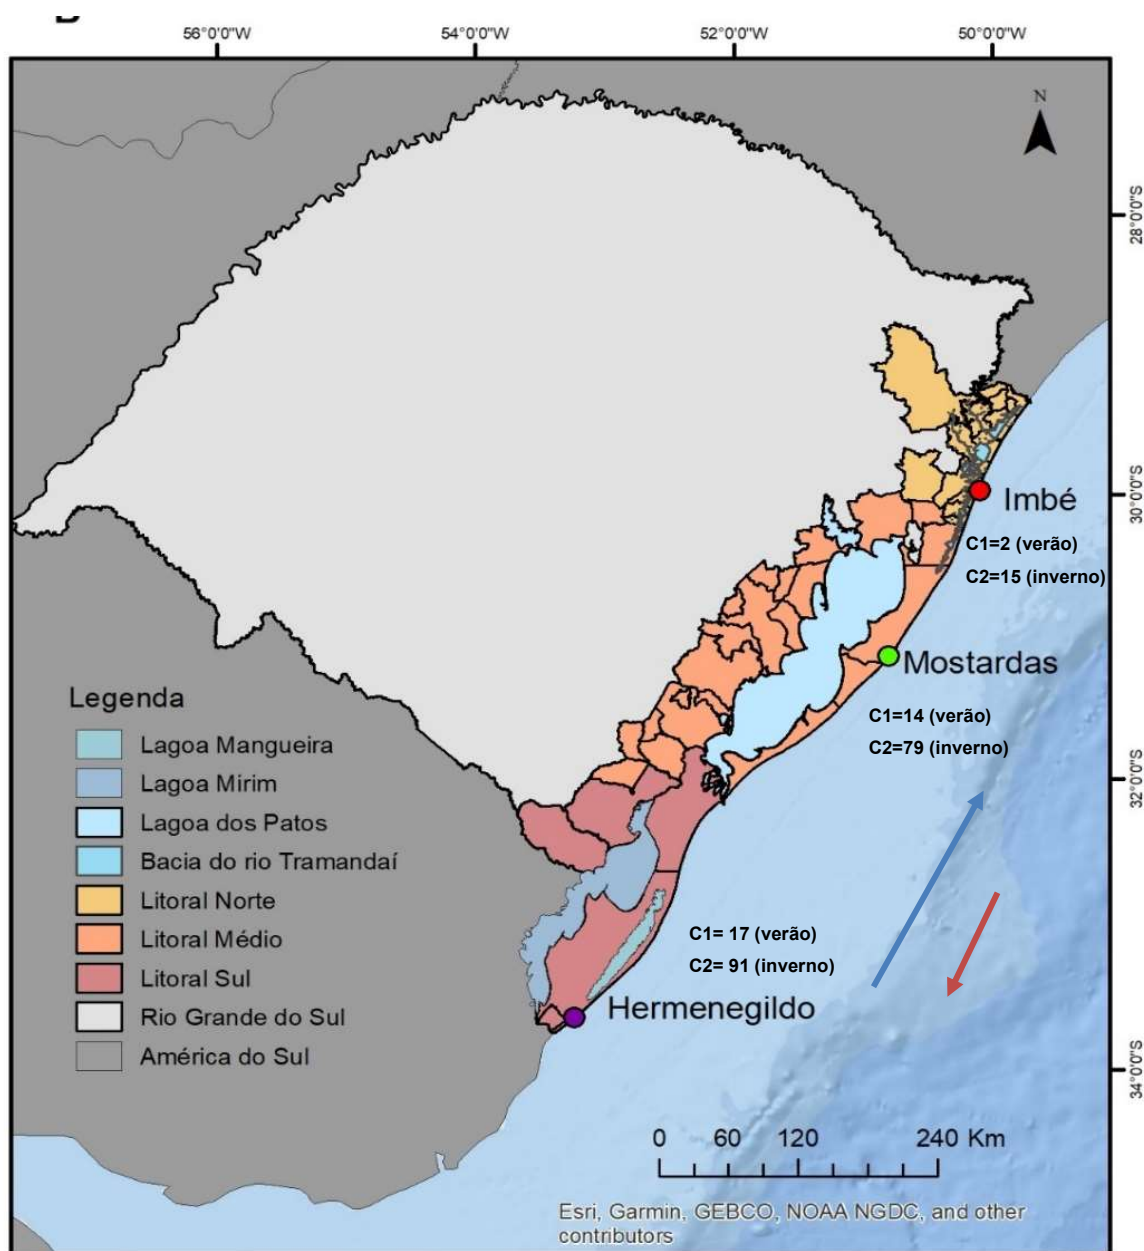 56°0'0"W 54°0'0"W 52°0'0"W 50°0'0"W
N
28°0'0"S
30°0'0"S
32°0'0"S
34°0'0"S
Imbé
C1=2 (verão)
C2=15 (inverno)
Mostardas
C1=14 (verão)
C2=79 (inverno)
C1= 17 (verão)
C2= 91 (inverno)
Hermenegildo
Legenda
Lagoa Mangueira
Lagoa Mirim
Lagoa dos Patos
Bacia do rio Tramandaí
Litoral Norte
Litoral Médio
Litoral Sul
Rio Grande do Sul
América do Sul
0 60 120 240 Km
Esri, Garmin, GEBCO, NOAA NGDC, and other
contributors